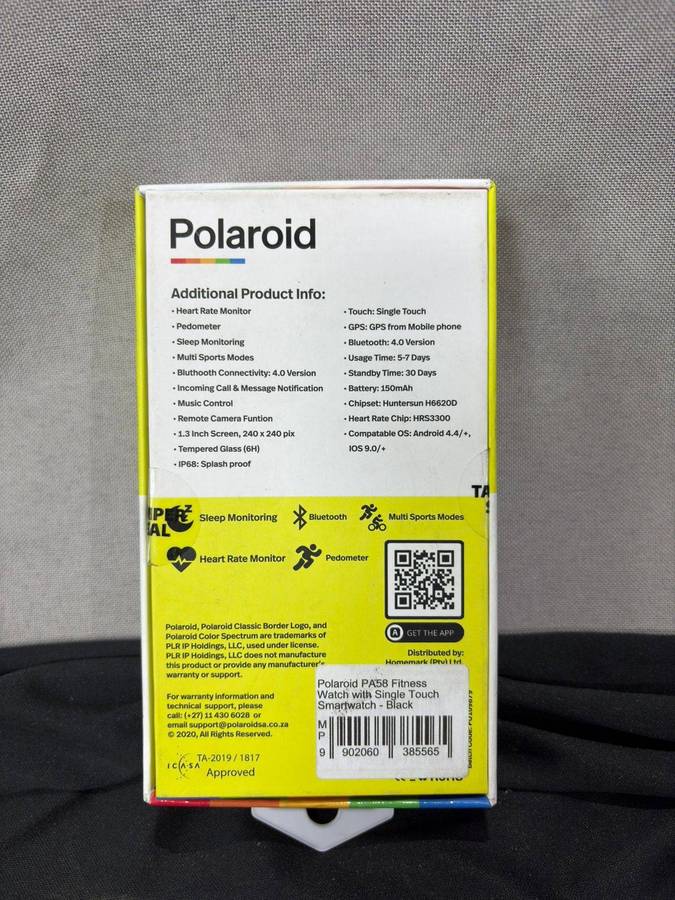 Polaroid
Additional Product Info:
• Heart Rate Monitor
• Pedometer
• Sleep Monitoring
• Multi Sports Modes
• Bluthooth Connectivity: 4.0 Version
• Incoming Call & Message Notification
• Music Control
• Remote Camera Funtion
• 1.3 Inch Screen, 240 x 240 pix
• Tempered Glass (6H)
• IP68: Splash proof
• Touch: Single Touch
• GPS: GPS from Mobile phone
• Bluetooth: 4.0 Version
• Usage Time: 5-7 Days
• Standby Time: 30 Days
• Battery: 150mAh
• Chipset: Huntersun H6620D
• Heart Rate Chip: HRS3300
• Compatable OS: Android 4.4/+,
IOS 9.0/+
TA
Sleep Monitoring
Bluetooth
Multi Sports Modes
Heart Rate Monitor
Pedometer
GET THE APP
Polaroid, Polaroid Classic Border Logo, and
Polaroid Color Spectrum are trademarks of
PLR IP Holdings, LLC, used under license.
PLR IP Holdings, LLC does not manufacture
this product or provide any manufacturer's
warranty or support.
For warranty information and
technical support, please
call: (+27) 11 430 6028 or
email support@polaroidsa.co.za
© 2020, All Rights Reserved.
ICASA
TA-2019 / 1817
Approved
Distributed by:
Homemark (Pty) Ltd
Polaroid PA58 Fitness
Watch with Single Touch
Smartwatch - Black
MP
9 902060 385565